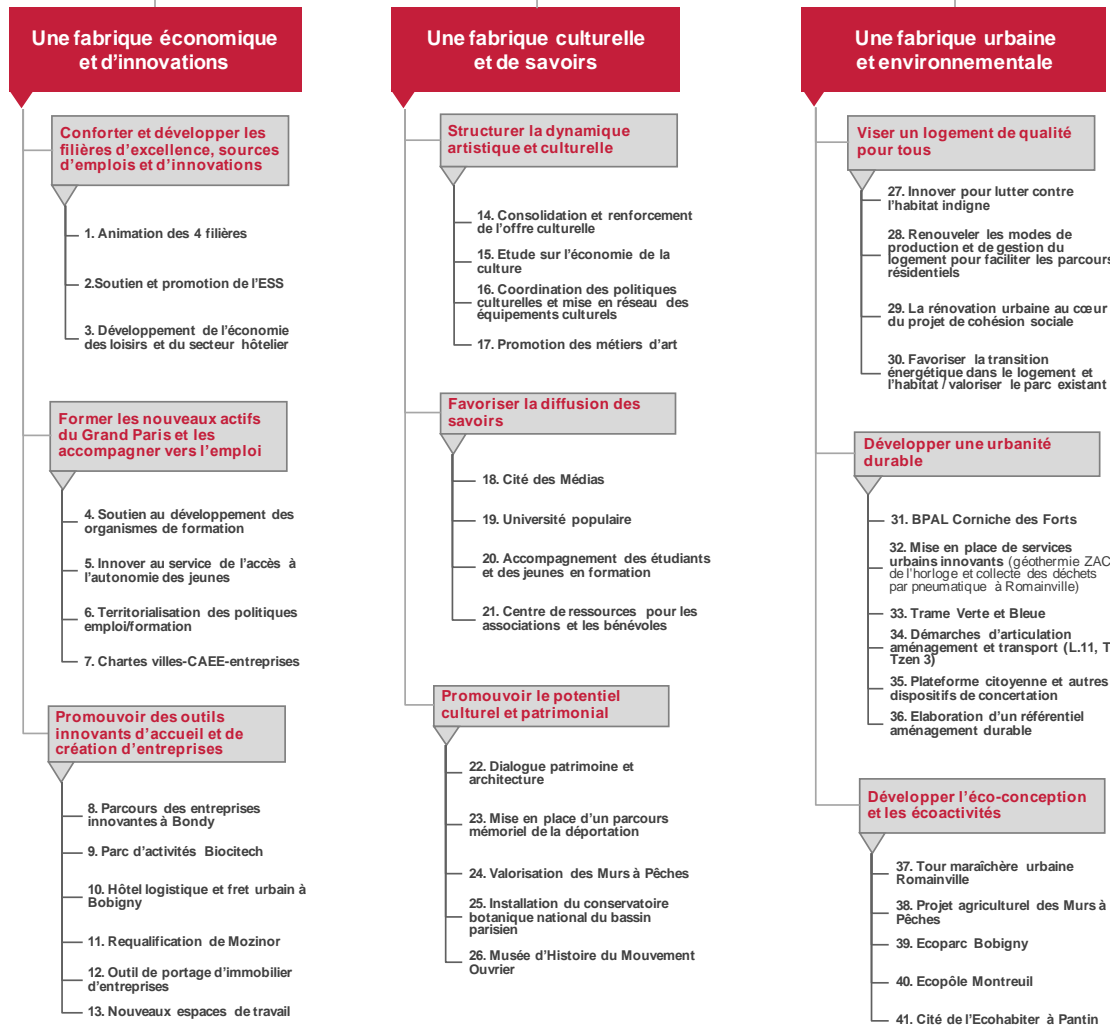 Une fabrique économique
et d'innovations
Conforter et développer les
filières d'excellence, sources
d'emplois et d'innovations
1. Animation des 4 filières
2.Soutien et promotion de l'ESS
3. Développement de l'économie
des loisirs et du secteur hôtelier
Former les nouveaux actifs
du Grand Paris et les
accompagner vers l'emploi
4. Soutien au développement des
organismes de formation
5. Innover au service de l'accès à
l'autonomie des jeunes
6. Territorialisation des politiques
emploi/formation
7. Chartes villes-CAEE-entreprises
Promouvoir des outils
innovants d'accueil et de
création d'entreprises
8. Parcours des entreprises
innovantes à Bondy
9. Parc d'activités Biocitech
10. Hôtel logistique et fret urbain à
Bobigny
11. Requalification de Mozinor
12. Outil de portage d'immobilier
d'entreprises
13. Nouveaux espaces de travail
Une fabrique culturelle
et de savoirs
Structurer la dynamique
artistique et culturelle
14. Consolidation et renforcement
de l'offre culturelle
15. Etude sur l'économie de la
culture
16. Coordination des politiques
culturelles et mise en réseau des
équipements culturels
17. Promotion des métiers d'art
Favoriser la diffusion des
savoirs
18. Cité des Médias
19. Université populaire
20. Accompagnement des étudiants
et des jeunes en formation
21. Centre de ressources pour les
associations et les bénévoles
Promouvoir le potentiel
culturel et patrimonial
22. Dialogue patrimoine et
architecture
23. Mise en place d'un parcours
mémoriel de la déportation
24. Valorisation des Murs à Pêches
25. Installation du conservatoire
botanique national du bassin
parisien
26. Musée d'Histoire du Mouvement
Ouvrier
Une fabrique urbaine
et environnementale
Viser un logement de qualité
pour tous
27. Innover pour lutter contre
l'habitat indigne
28. Renouveler les modes de
production et de gestion du
logement pour faciliter les parcours
résidentiels
29. La rénovation urbaine au cœur
du projet de cohésion sociale
30. Favoriser la transition
énergétique dans le logement et
l'habitat / valoriser le parc existant
Développer une urbanité
durable
31. BPAL Corniche des Forts
32. Mise en place de services
urbains innovants (géothermie ZAC
de l'horloge et collecte des déchets
par pneumatique à Romainville)
33. Trame Verte et Bleue
34. Démarches d'articulation
aménagement et transport (L.11, T
Tzen 3)
35. Plateforme citoyenne et autres
dispositifs de concertation
36. Elaboration d'un référentiel
aménagement durable
Développer l'éco-conception
et les écoactivités
37. Tour maraîchère urbaine
Romainville
38. Projet agriculturel des Murs à
Pêches
39. Ecoparc Bobigny
40. Ecopôle Montreuil
41. Cité de l'Ecohabiter à Pantin